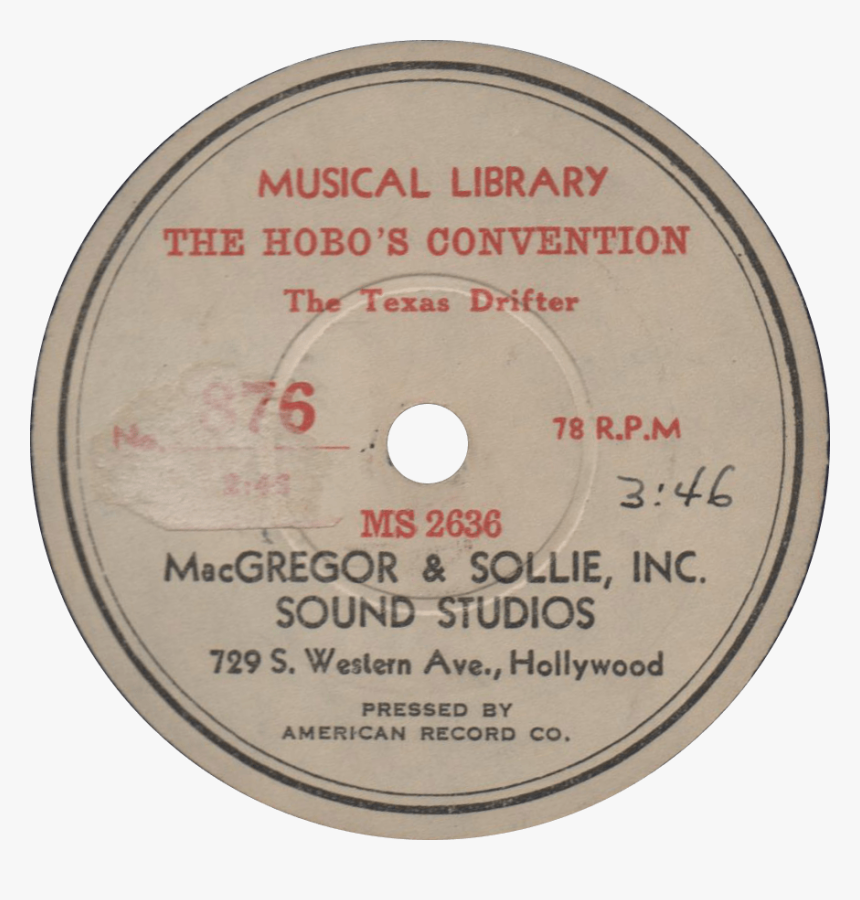 MUSICAL LIBRARY
THE HOBO'S CONVENTION
The Texas Drifter
876
No.
78 R.P.M
3:46
MS 2636
MacGREGOR & SOLLIE, INC.
SOUND STUDIOS
729 S. Western Ave., Hollywood
PRESSED BY
AMERICAN RECORD CO.